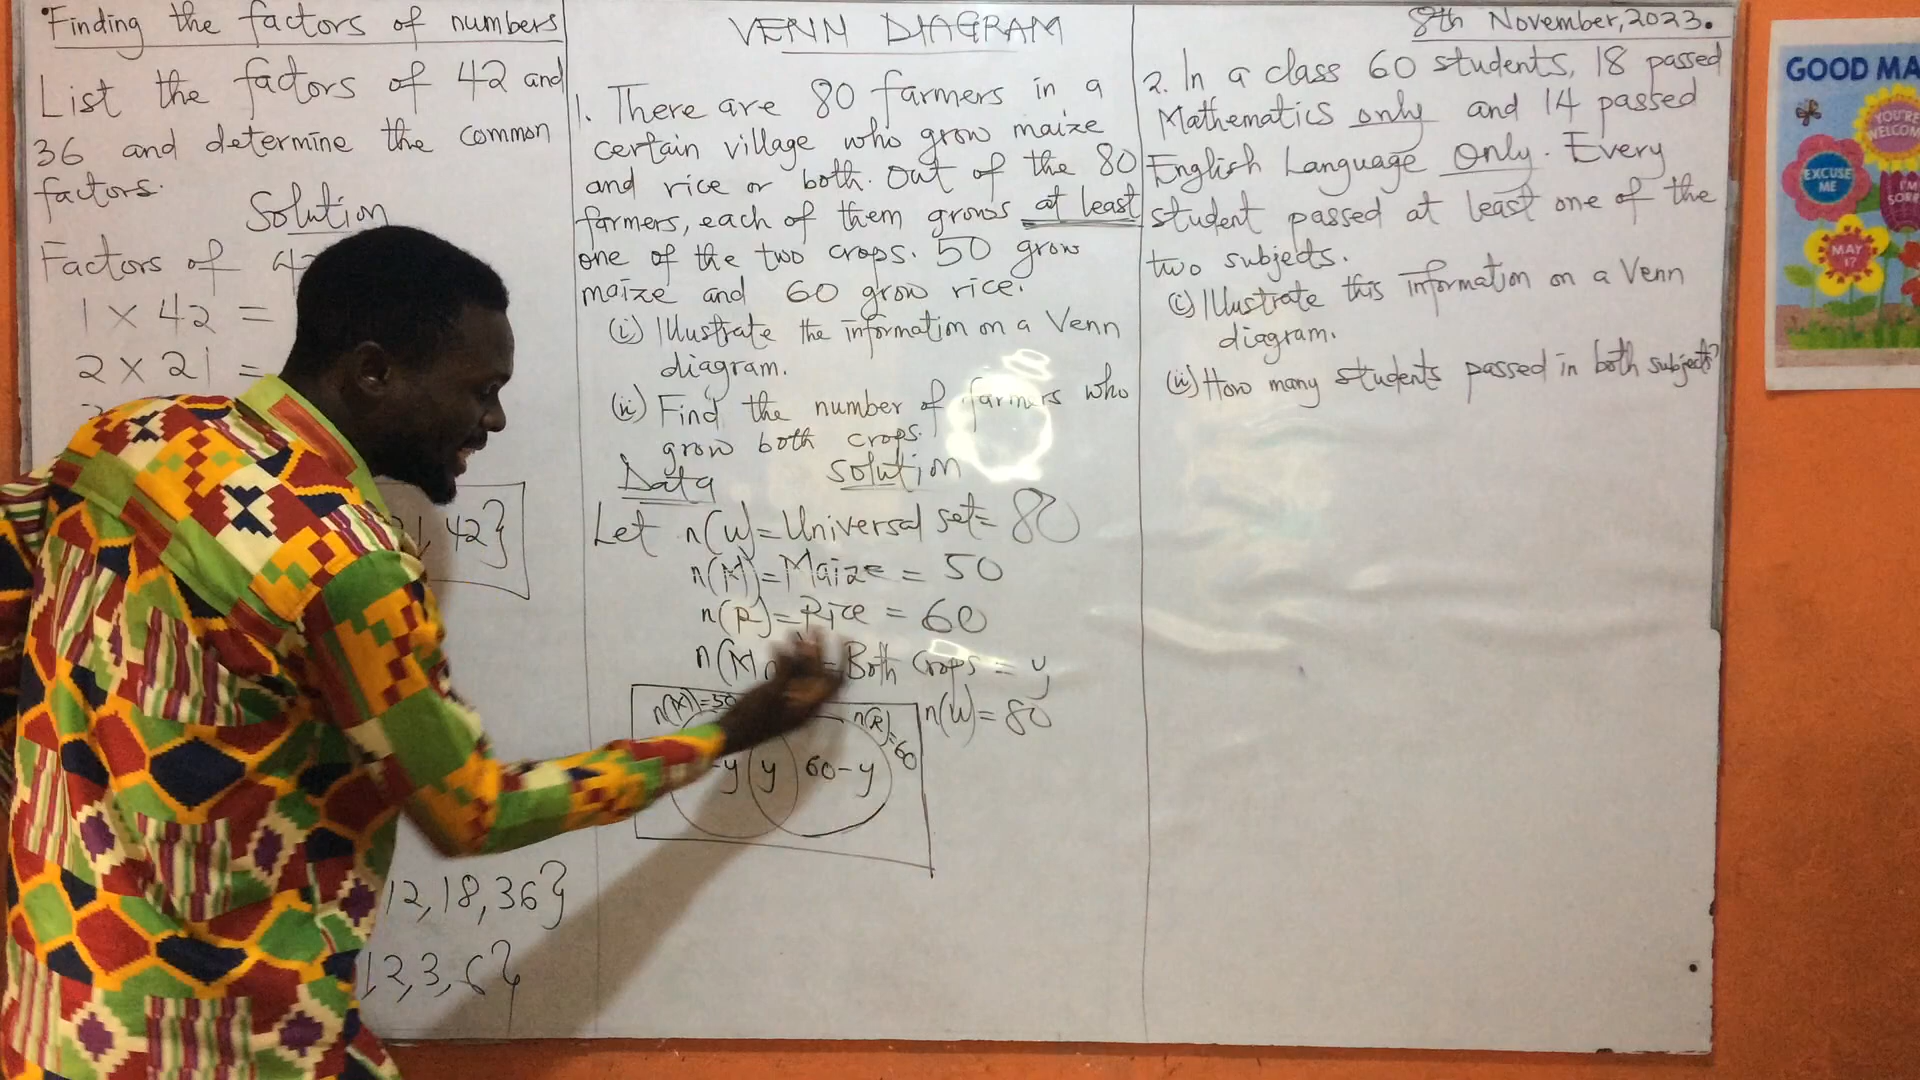 Finding the factors of numbers
List the factors of 42 and
36 and determine the common
factors.
Solution
Factors of
1 X 42 =
2 X 21 =
42}
12, 18, 36}
2, 3, 6}
VENN DIAGRAM
1. There are 80 farmers in a
certain village who grow maize
and rice or both. Out of the 80
farmers, each of them grows at least
one of the two crops. 50 grow
maize and 60 grow rice.
(i) Illustrate the information on a Venn
diagram.
(ii) Find the number of farmers who
grow both crops.
Data Solution
Let n(U)=Universal set= 80
n(M)=Maize = 50
n(R)=Rice = 60
n(M = Both Crops = y
n(M)=50
n(R)=60
n(U)= 80
-y y 60-y
8th November, 2023.
2. In a class 60 students, 18 passed
Mathematics only and 14 passed
English Language Only. Every
student passed at least one of the
two subjects.
(i) Illustrate this information on a Venn
diagram.
(ii) How many students passed in both subjects?
GOOD MA
YOU'RE
WELCOM
EXCUSE
ME
I'M
SORR
MAY
I?